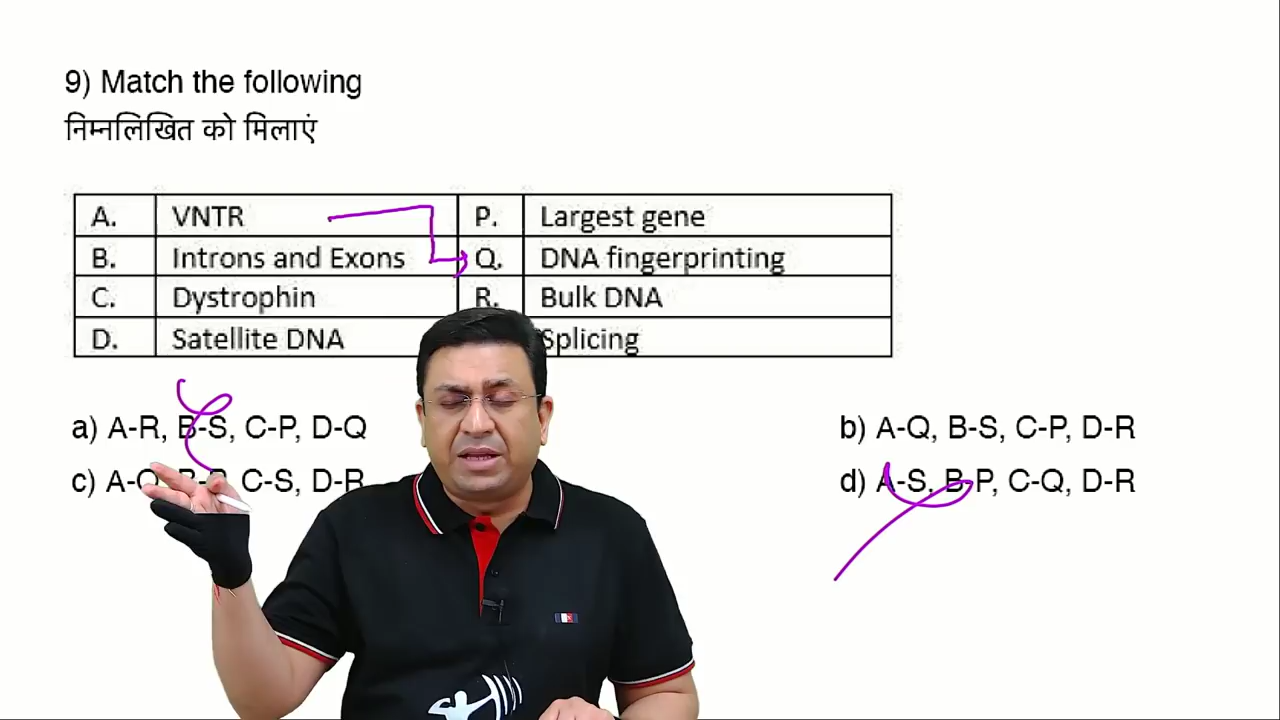 9) Match the following
निम्नलिखित को मिलाएं
A. VNTR P. Largest gene
B. Introns and Exons Q. DNA fingerprinting
C. Dystrophin R. Bulk DNA
D. Satellite DNA Splicing
a) A-R, B-S, C-P, D-Q
b) A-Q, B-S, C-P, D-R
c) C-S, D-R
d) A-S, B-P, C-Q, D-R